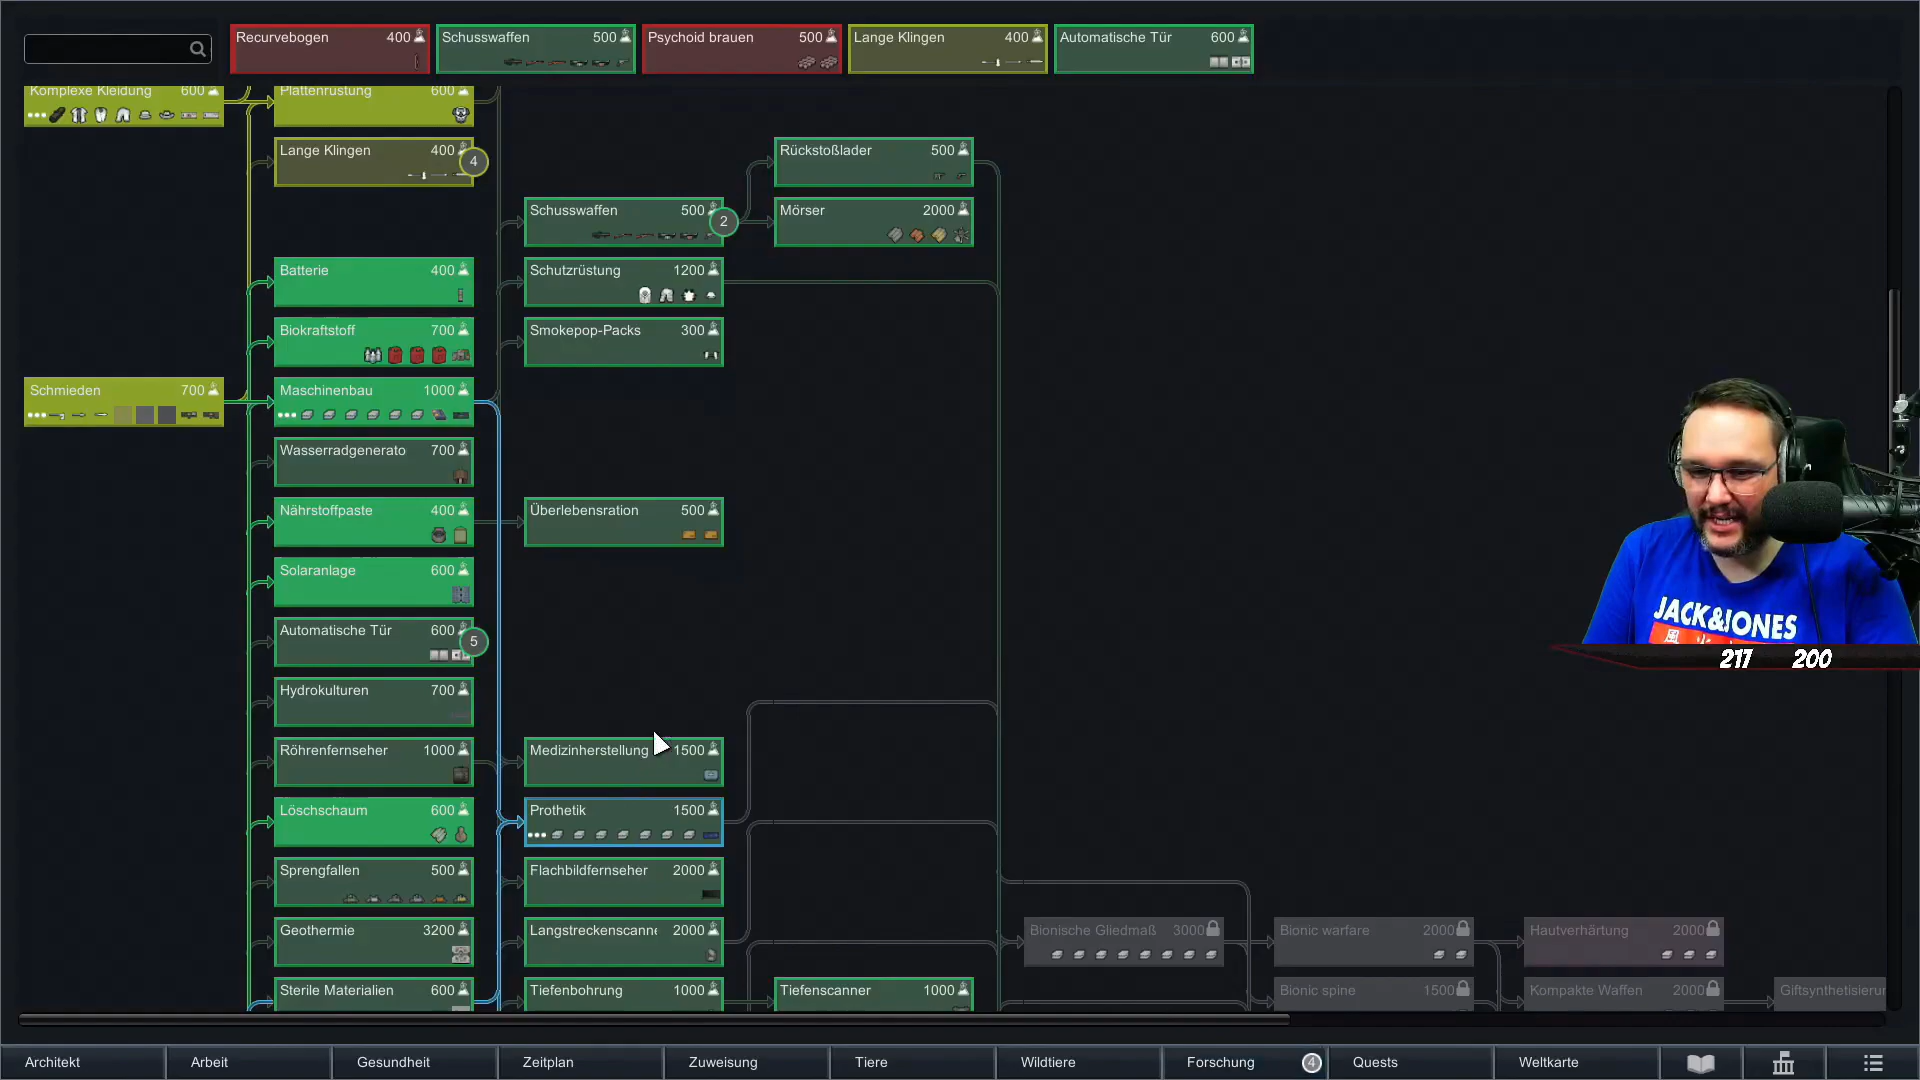 Recurvebogen 400
Schusswaffen 500
Psychoid brauen 500
Lange Klingen 400
Automatische Tür 600
Komplexe Kleidung 600
Plattenrüstung 600
Lange Klingen 400
4
Rückstoßlader 500
Schusswaffen 500
2
Mörser 2000
Batterie 400
Schutzrüstung 1200
Biokraftstoff 700
Smokepop-Packs 300
Schmieden 700
Maschinenbau 1000
Wasserradgenerato 700
Nährstoffpaste 400
Überlebensration 500
Solaranlage 600
Automatische Tür 600
5
Hydrokulturen 700
Röhrenfernseher 1000
Medizinherstellung 1500
Löschschaum 600
Prothetik 1500
Sprengfallen 500
Flachbildfernseher 2000
Geothermie 3200
Langstreckenscanne 2000
Bionische Gliedmaß 3000
Bionic warfare 2000
Hautverhärtung 2000
Sterile Materialien 600
Tiefenbohrung 1000
Tiefenscanner 1000
Bionic spine 1500
Kompakte Waffen 2000
Giftsynthetisierur
JACK&JONES
217 200
Architekt
Arbeit
Gesundheit
Zeitplan
Zuweisung
Tiere
Wildtiere
Forschung 4
Quests
Weltkarte